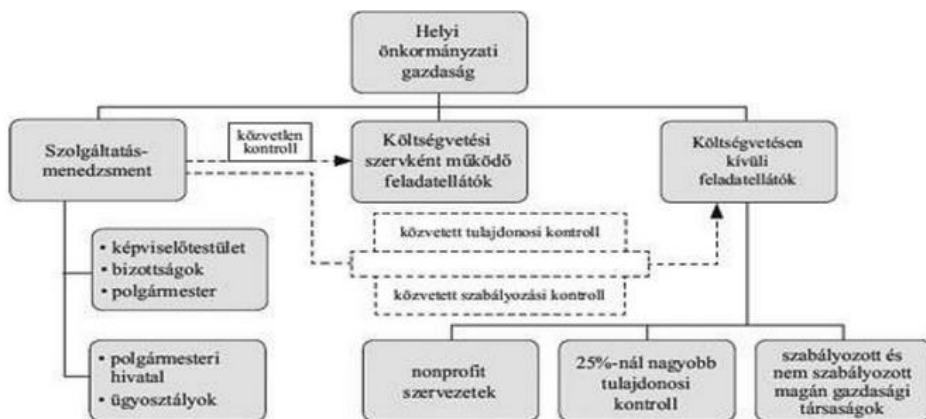 Helyi
önkormányzati
gazdaság
Szolgáltatás-
menedzsment
közvetlen
kontroll
Költségvetési
szervként működő
feladatellátók
Költségvetésen
kívüli
feladatellátók
• képviselőtestület
• bizottságok
• polgármester
közvetett tulajdonosi kontroll
közvetett szabályozási kontroll
• polgármesteri
hivatal
• ügyosztályok
nonprofit
szervezetek
25%-nál nagyobb
tulajdonosi
kontroll
szabályozott és
nem szabályozott
magán gazdasági
társaságok